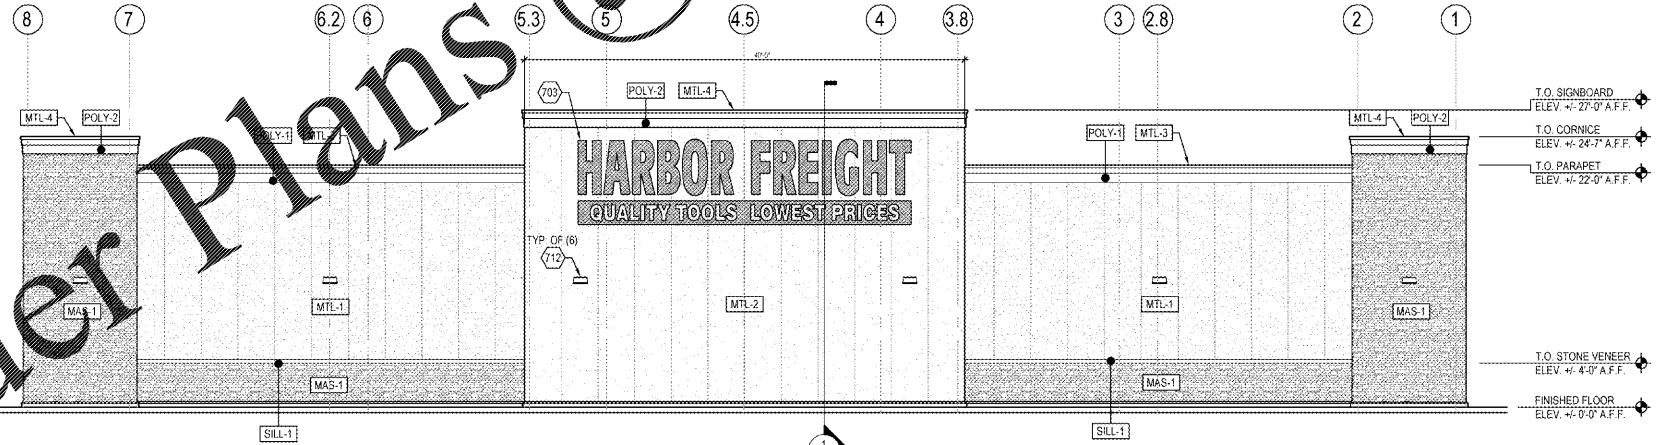 8 7 6.2 6 5.3 5 4.5 4 3.8 3 2.8 2 1
40'-0"
703 POLY-2 MTL-4
T.O. SIGNBOARD
ELEV. +/- 27'-0" A.F.F.
MTL-4 POLY-2
MTL-4 POLY-2
T.O. CORNICE
ELEV. +/- 24'-7" A.F.F.
POLY-1
POLY-1 MTL-3
T.O. PARAPET
ELEV. +/- 22'-0" A.F.F.
HARBOR FREIGHT
QUALITY TOOLS LOWEST PRICES
Plans
TYP. OF (6)
712
MAS-1 MTL-1 MTL-2 MTL-1 MAS-1
T.O. STONE VENEER
ELEV. +/- 4'-0" A.F.F.
MAS-1 MAS-1
FINISHED FLOOR
ELEV. +/- 0'-0" A.F.F.
SILL-1 SILL-1
1